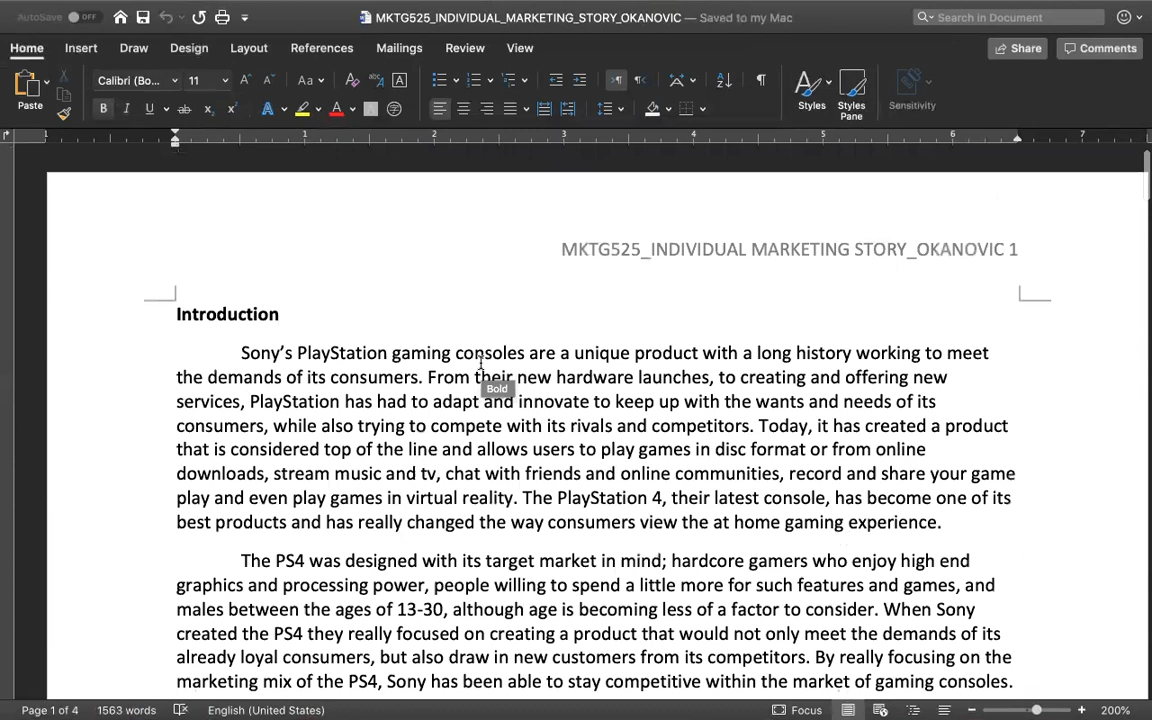 AutoSave OFF
MKTG525_INDIVIDUAL_MARKETING_STORY_OKANOVIC — Saved to my Mac
Search in Document
Home Insert Draw Design Layout References Mailings Review View
Share Comments
Paste
Calibri (Bo... 11
Styles Styles Pane Sensitivity
1 1 2 3 4 5 6 7
MKTG525_INDIVIDUAL MARKETING STORY_OKANOVIC 1
Introduction
Sony’s PlayStation gaming consoles are a unique product with a long history working to meet
the demands of its consumers. From their new hardware launches, to creating and offering new
Bold
services, PlayStation has had to adapt and innovate to keep up with the wants and needs of its
consumers, while also trying to compete with its rivals and competitors. Today, it has created a product
that is considered top of the line and allows users to play games in disc format or from online
downloads, stream music and tv, chat with friends and online communities, record and share your game
play and even play games in virtual reality. The PlayStation 4, their latest console, has become one of its
best products and has really changed the way consumers view the at home gaming experience.
The PS4 was designed with its target market in mind; hardcore gamers who enjoy high end
graphics and processing power, people willing to spend a little more for such features and games, and
males between the ages of 13-30, although age is becoming less of a factor to consider. When Sony
created the PS4 they really focused on creating a product that would not only meet the demands of its
already loyal consumers, but also draw in new customers from its competitors. By really focusing on the
marketing mix of the PS4, Sony has been able to stay competitive within the market of gaming consoles.
Page 1 of 4 1563 words English (United States) Focus 200%